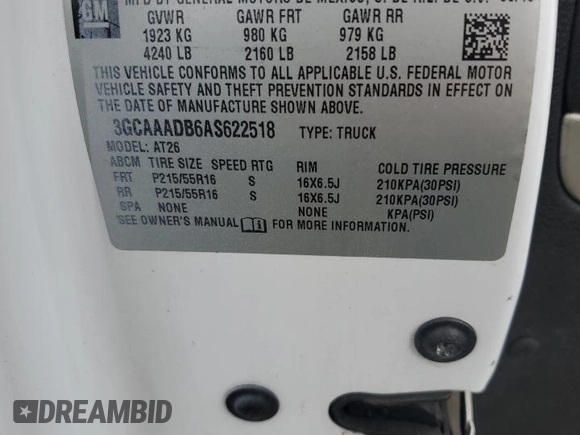 GM
GVWR GAWR FRT GAWR RR
1923 KG 980 KG 979 KG
4240 LB 2160 LB 2158 LB
THIS VEHICLE CONFORMS TO ALL APPLICABLE U.S. FEDERAL MOTOR
VEHICLE SAFETY AND THEFT PREVENTION STANDARDS IN EFFECT ON
THE DATE OF MANUFACTURE SHOWN ABOVE.
3GCAAADB6AS622518 TYPE: TRUCK
MODEL: AT26
ABCM TIRE SIZE SPEED RTG RIM COLD TIRE PRESSURE
FRT P215/55R16 S 16X6.5J 210KPA(30PSI)
RR P215/55R16 S 16X6.5J 210KPA(30PSI)
SPA NONE NONE KPA(PSI)
SEE OWNER'S MANUAL FOR MORE INFORMATION.
DREAMBID